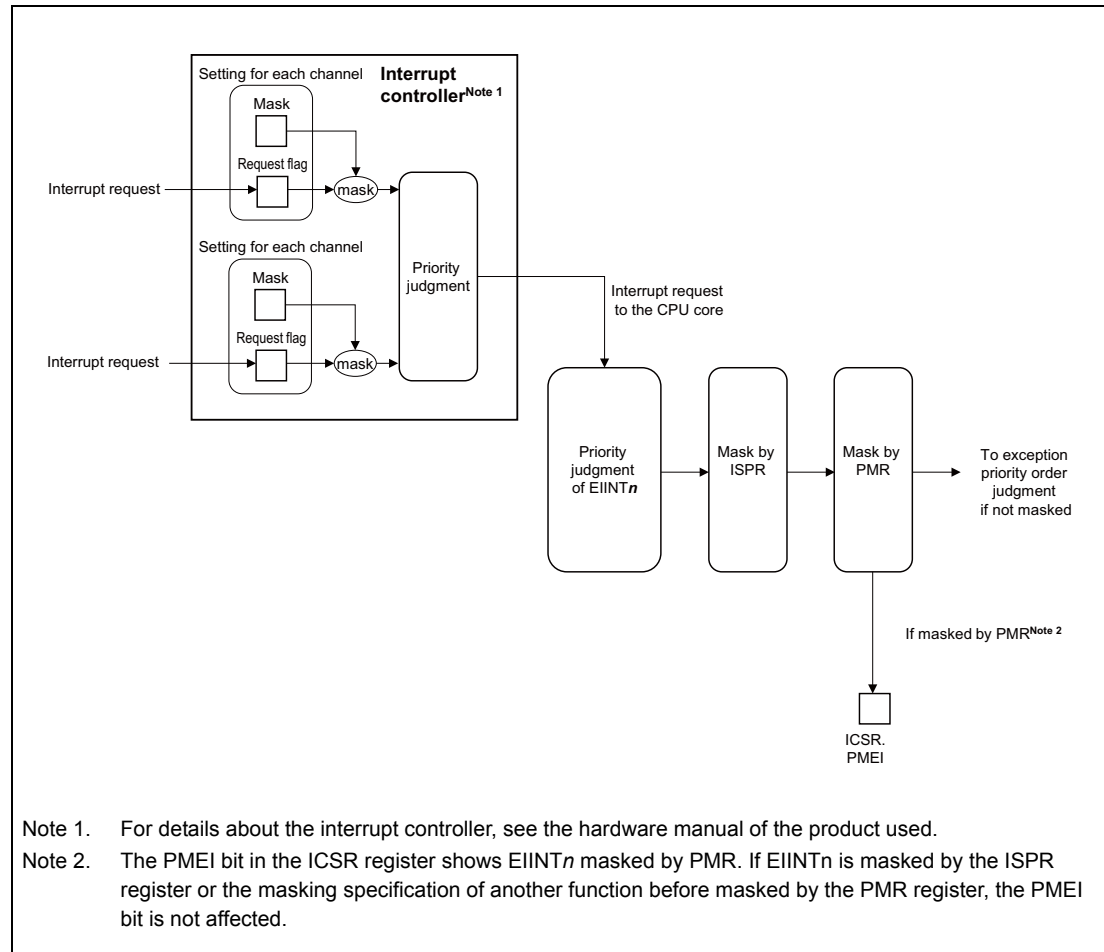 Setting for each channel
Interrupt
controllerNote 1
Mask
Request flag
Interrupt request
mask
Setting for each channel
Mask
Request flag
Interrupt request
mask
Priority
judgment
Interrupt request
to the CPU core
Priority
judgment
of EIINTn
Mask by
ISPR
Mask by
PMR
To exception
priority order
judgment
if not masked
If masked by PMRNote 2
ICSR.
PMEI
Note 1. For details about the interrupt controller, see the hardware manual of the product used.
Note 2. The PMEI bit in the ICSR register shows EIINTn masked by PMR. If EIINTn is masked by the ISPR
register or the masking specification of another function before masked by the PMR register, the PMEI
bit is not affected.